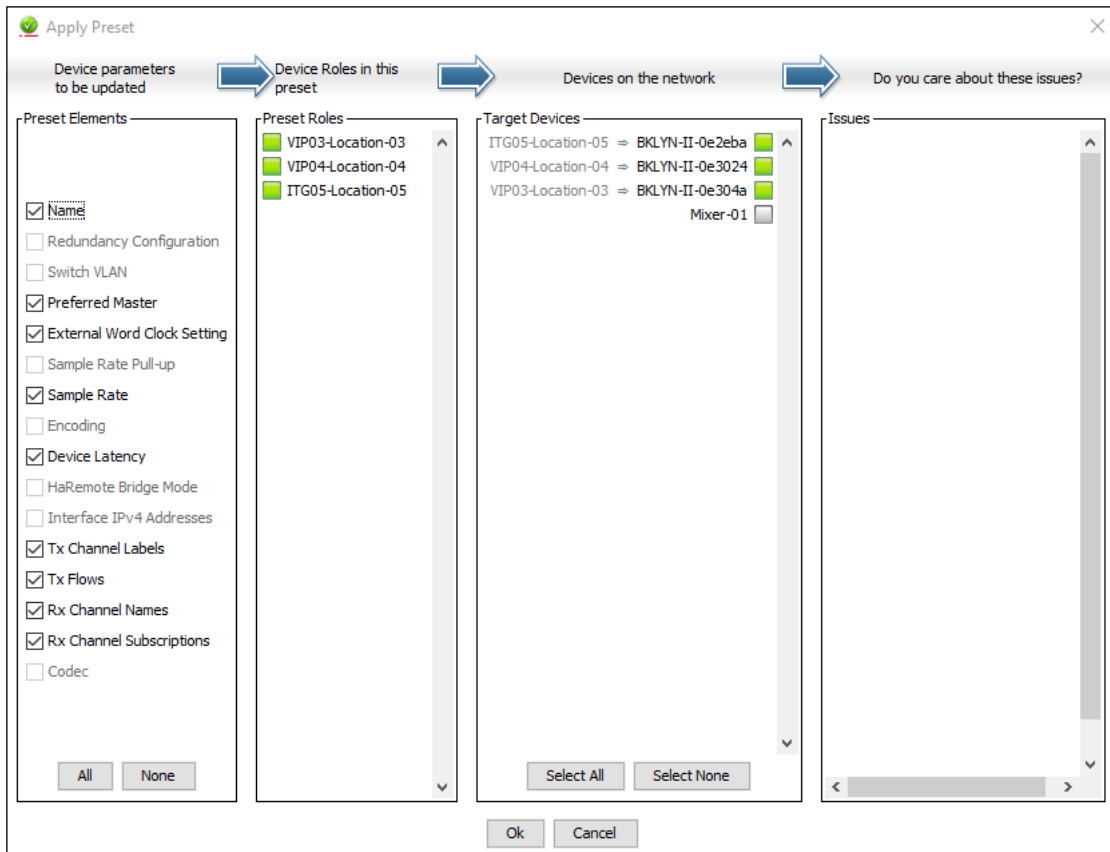 Apply Preset
Device parameters
to be updated
Device Roles in this
preset
Devices on the network
Do you care about these issues?
Preset Elements
Name
Redundancy Configuration
Switch VLAN
Preferred Master
External Word Clock Setting
Sample Rate Pull-up
Sample Rate
Encoding
Device Latency
HaRemote Bridge Mode
Interface IPv4 Addresses
Tx Channel Labels
Tx Flows
Rx Channel Names
Rx Channel Subscriptions
Codec
All None
Preset Roles
VIP03-Location-03
VIP04-Location-04
ITG05-Location-05
Target Devices
ITG05-Location-05 ⇒ BKLYN-II-0e2eba
VIP04-Location-04 ⇒ BKLYN-II-0e3024
VIP03-Location-03 ⇒ BKLYN-II-0e304a
Mixer-01
Select All Select None
Issues
Ok Cancel